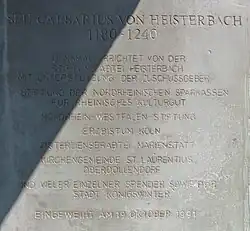 CAESARIUS VON HEISTERBACH
1180-1240
ERRICHTET VON DER
ABTEI HEISTERBACH
MIT UNTERSTÜTZUNG DER ZUSCHUSSGEBER
STIFTUNG DER NORDRHEINISCHEN SPARKASSEN
FÜR RHEINISCHES KULTURGUT
NORDRHEIN-WESTFALEN-STIFTUNG
ERZBISTUM KÖLN
ZISTERZIENSERABTEI MARIENSTATT
KIRCHENGEMEINDE ST. LAURENTIUS,
OBERDOLLENDORF
UND VIELER EINZELNER SPENDER SOWIE DER
STADT KÖNIGSWINTER
EINGEWEIHT AM 19. OKTOBER 1991